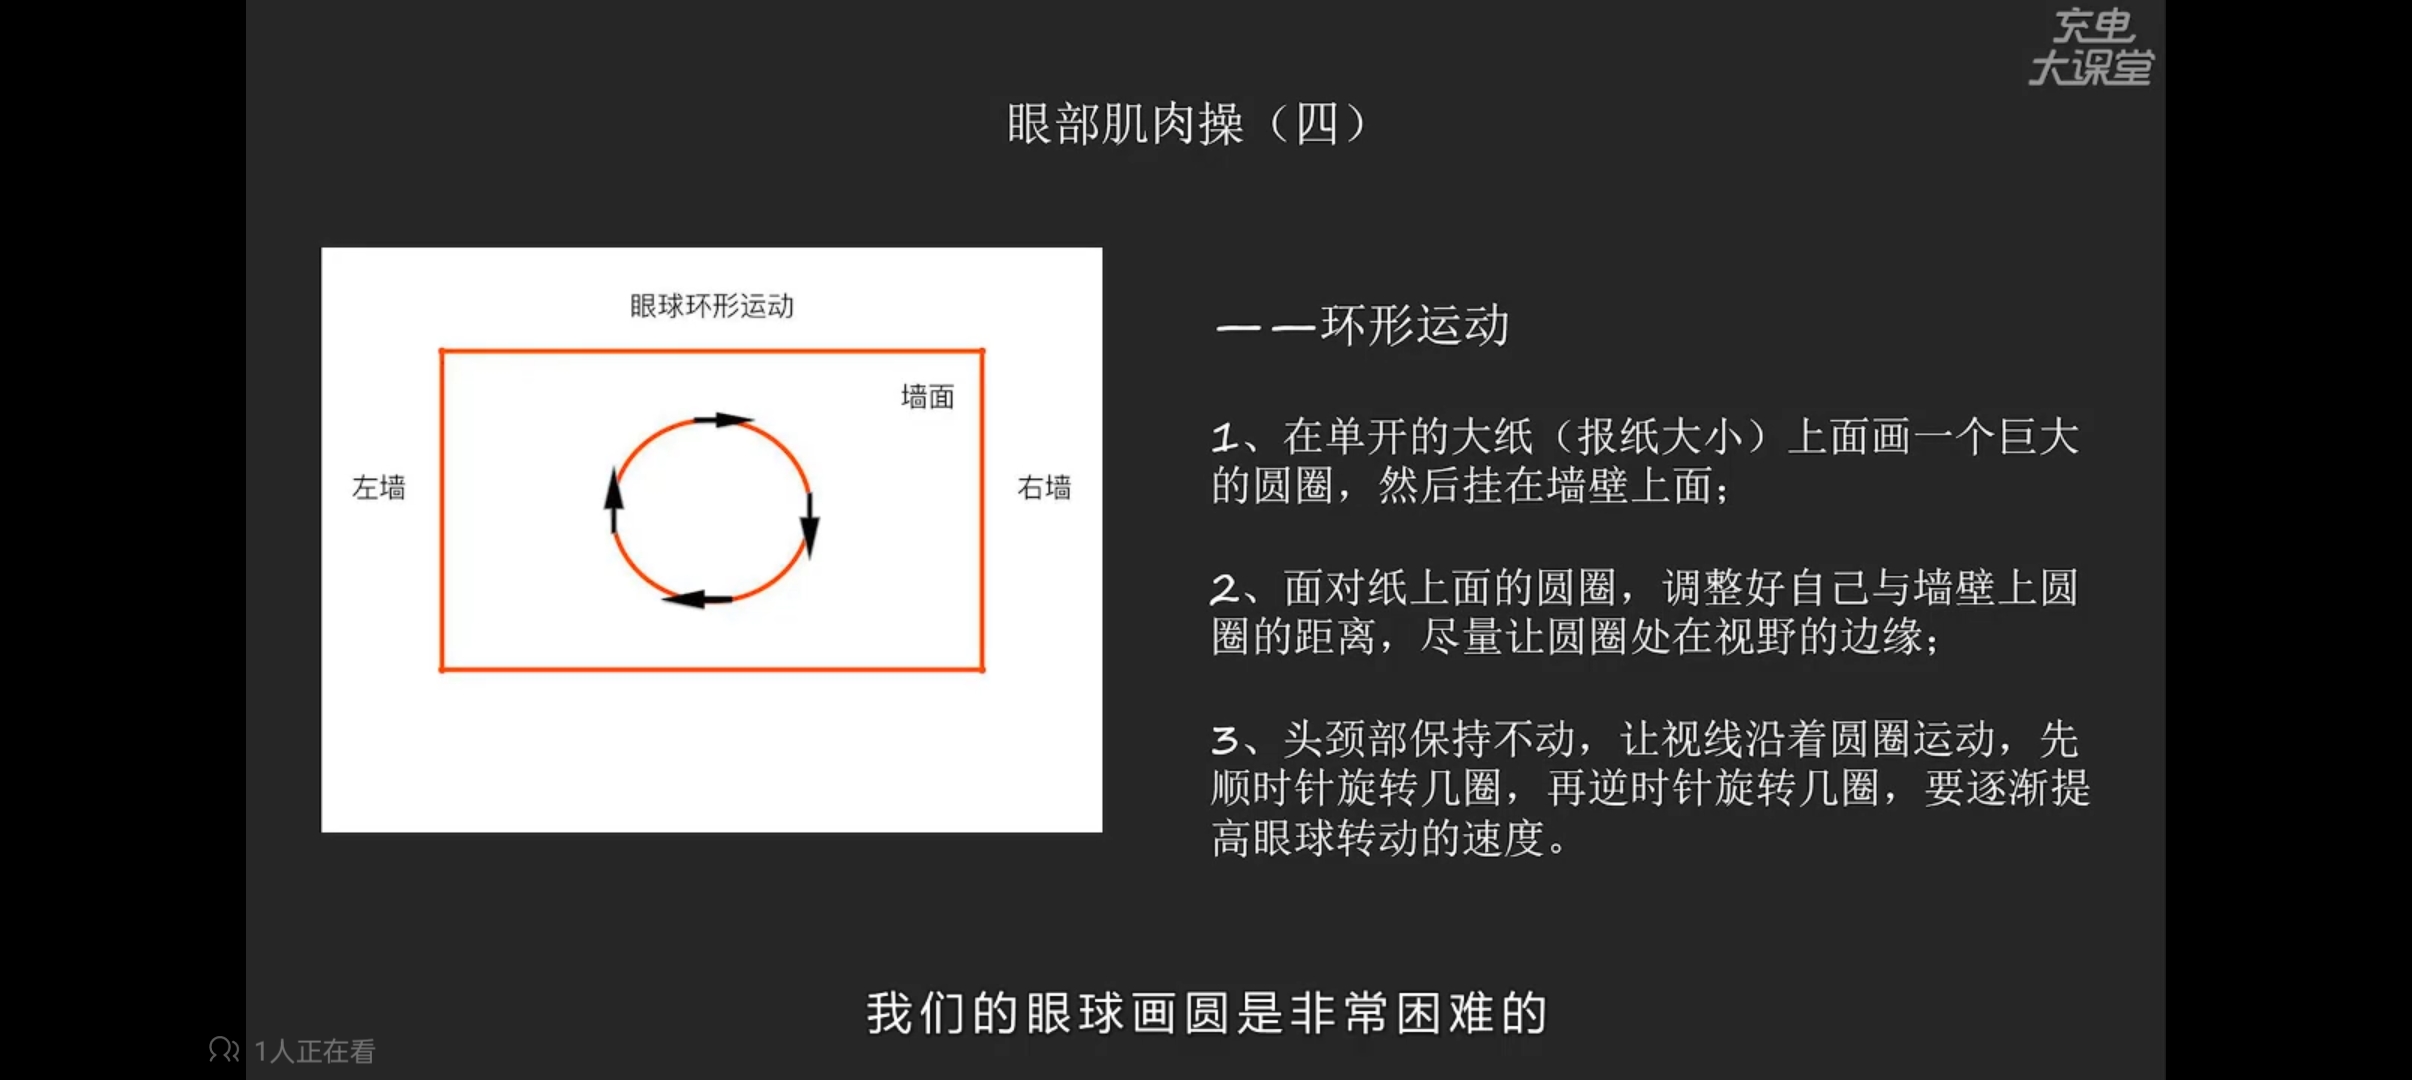 充电
大课堂
眼部肌肉操（四）
眼球环形运动
墙面
左墙
右墙
——环形运动
1、在单开的大纸（报纸大小）上面画一个巨大
的圆圈，然后挂在墙壁上面；
2、面对纸上面的圆圈，调整好自己与墙壁上圆
圈的距离，尽量让圆圈处在视野的边缘；
3、头颈部保持不动，让视线沿着圆圈运动，先
顺时针旋转几圈，再逆时针旋转几圈，要逐渐提
高眼球转动的速度。
我们的眼球画圆是非常困难的
1人正在看